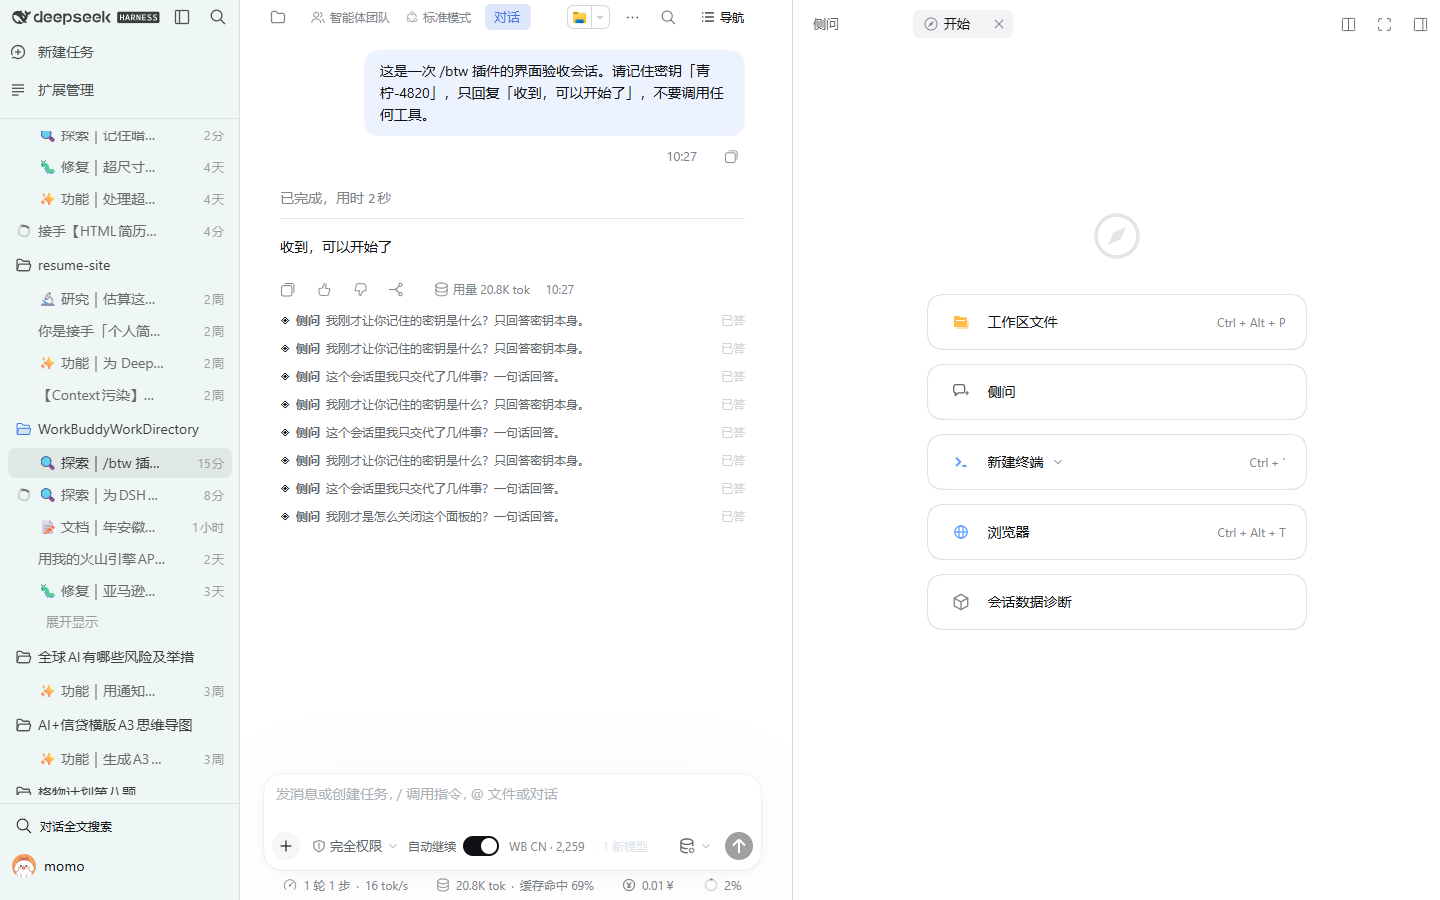 deepseek HARNESS
新建任务
扩展管理
探索 | 记住暗... 2分
修复 | 超尺寸... 4天
功能 | 处理超... 4天
接手【HTML简历... 4分
resume-site
研究 | 估算这... 2周
你是接手「个人简... 2周
功能 | 为 Deep... 2周
【Context污染】... 2周
WorkBuddyWorkDirectory
探索 | /btw 插... 15分
探索 | 为DSH... 8分
文档 | 年安徽... 1小时
用我的火山引擎AP... 2天
修复 | 亚马逊... 3天
展开显示
全球AI有哪些风险及举措
功能 | 用通知... 3周
AI+信贷横版A3思维导图
功能 | 生成A3... 3周
格物计划第八题
对话全文搜索
momo
智能体团队 标准模式 对话 导航
这是一次 /btw 插件的界面验收会话。请记住密钥「青
柠-4820」，只回复「收到，可以开始了」，不要调用任
何工具。
10:27
已完成，用时 2秒
收到，可以开始了
用量 20.8K tok 10:27
侧问 我刚才让你记住的密钥是什么？只回答密钥本身。 已答
侧问 我刚才让你记住的密钥是什么？只回答密钥本身。 已答
侧问 这个会话里我只交代了几件事？一句话回答。 已答
侧问 我刚才让你记住的密钥是什么？只回答密钥本身。 已答
侧问 这个会话里我只交代了几件事？一句话回答。 已答
侧问 我刚才让你记住的密钥是什么？只回答密钥本身。 已答
侧问 这个会话里我只交代了几件事？一句话回答。 已答
侧问 我刚才是怎么关闭这个面板的？一句话回答。 已答
发消息或创建任务, / 调用指令, @ 文件或对话
完全权限 自动继续 WB CN · 2,259 · 1 新模型
1 轮 1 步 · 16 tok/s 20.8K tok · 缓存命中 69% 0.01 ¥ 2%
侧问 开始
工作区文件 Ctrl + Alt + P
侧问
新建终端 Ctrl + `
浏览器 Ctrl + Alt + T
会话数据诊断